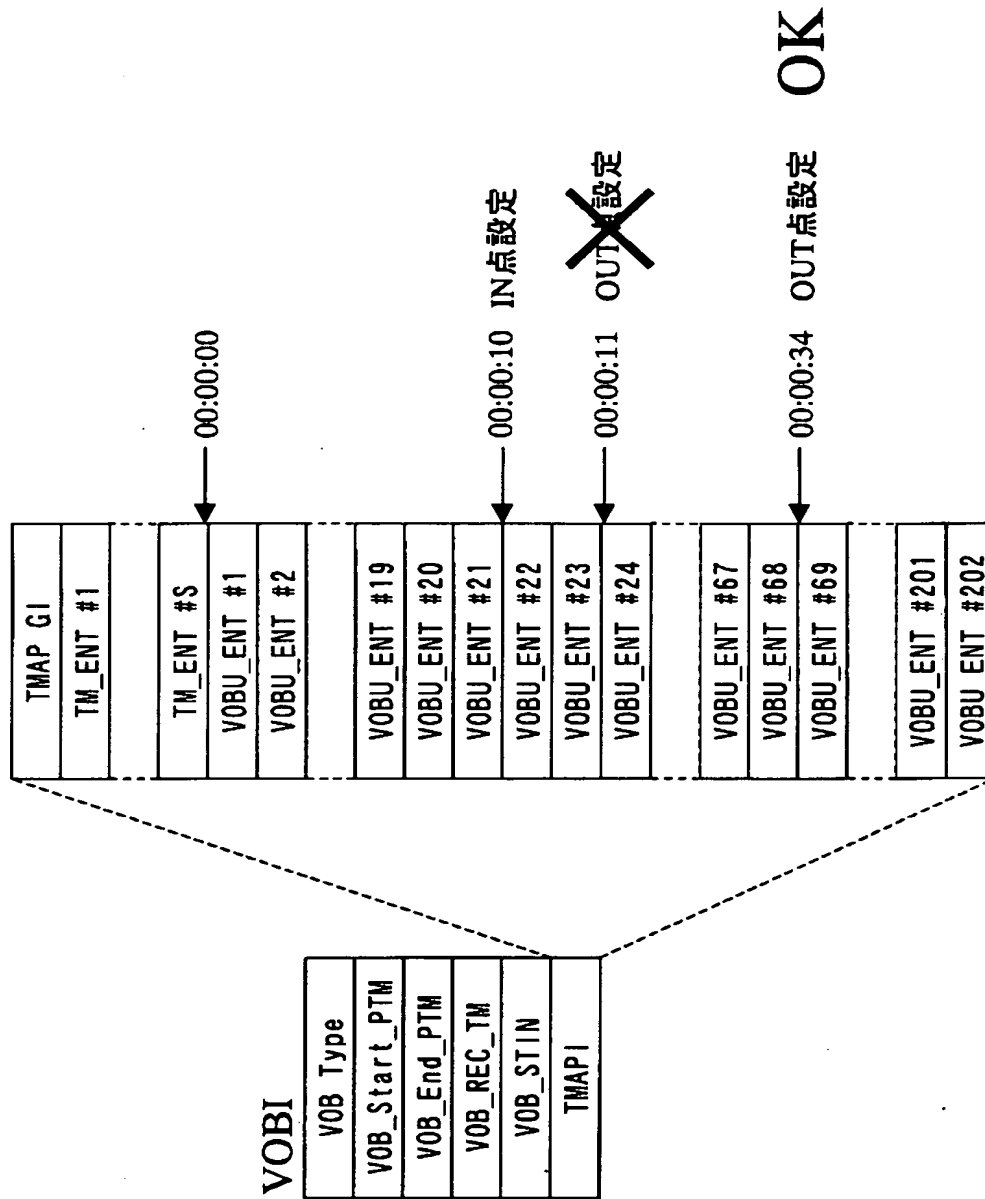 VOBI
VOB Type
VOB_Start_PTM
VOB_End_PTM
VOB_REC_TM
VOB_STIN
TMAPI
TMAP GI
TM_ENT #1
TM_ENT #S
VOBU_ENT #1
VOBU_ENT #2
VOBU_ENT #19
VOBU_ENT #20
VOBU_ENT #21
VOBU_ENT #22
VOBU_ENT #23
VOBU_ENT #24
VOBU_ENT #67
VOBU_ENT #68
VOBU_ENT #69
VOBU_ENT #201
VOBU ENT #202
00:00:00
00:00:10 IN点設定
00:00:11 OUT点設定
00:00:34 OUT点設定 OK